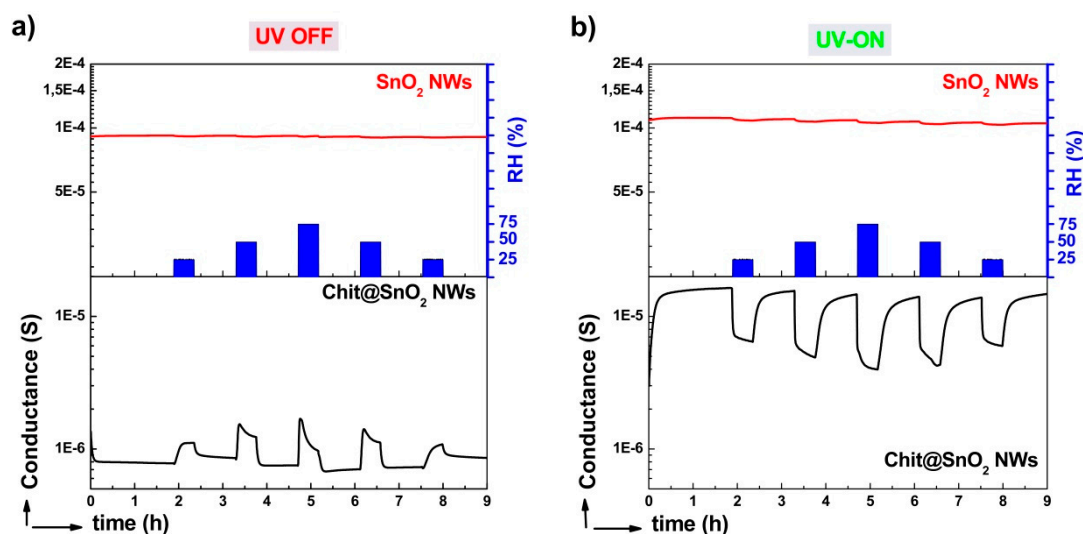 a)
UV OFF
2E-4
1,5E-4
1E-4
5E-5
SnO2 NWs
RH (%)
75
50
25
Chit@SnO2 NWs
1E-5
1E-6
Conductance (S)
0 1 2 3 4 5 6 7 8 9
time (h)
b)
UV-ON
2E-4
1,5E-4
1E-4
5E-5
SnO2 NWs
RH (%)
75
50
25
1E-5
1E-6
Chit@SnO2 NWs
Conductance (S)
0 1 2 3 4 5 6 7 8 9
time (h)